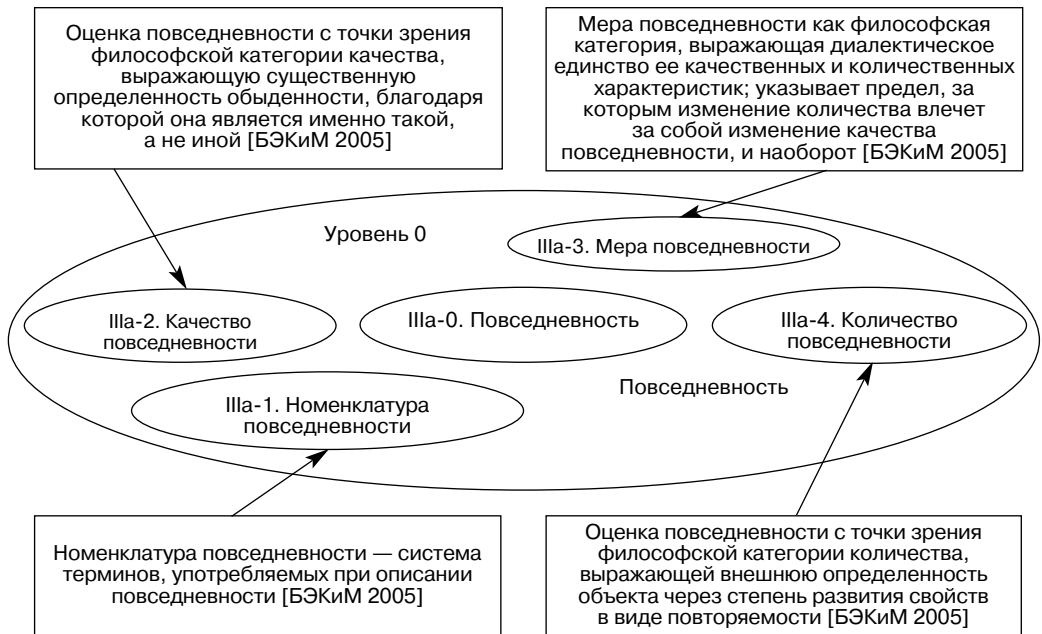 Оценка повседневности с точки зрения
философской категории качества,
выражающую существенную
определенность обыденности, благодаря
которой она является именно такой,
а не иной [БЭКиМ 2005]
Мера повседневности как философская
категория, выражающая диалектическое
единство ее качественных и количественных
характеристик; указывает предел, за
которым изменение количества влечет
за собой изменение качества
повседневности, и наоборот [БЭКиМ 2005]
Уровень 0
IIIa-3. Мера повседневности
IIIa-2. Качество
повседневности
IIIa-0. Повседневность
IIIa-4. Количество
повседневности
Повседневность
IIIa-1. Номенклатура
повседневности
Номенклатура повседневности — система
терминов, употребляемых при описании
повседневности [БЭКиМ 2005]
Оценка повседневности с точки зрения
философской категории количества,
выражающей внешнюю определенность
объекта через степень развития свойств
в виде повторяемости [БЭКиМ 2005]